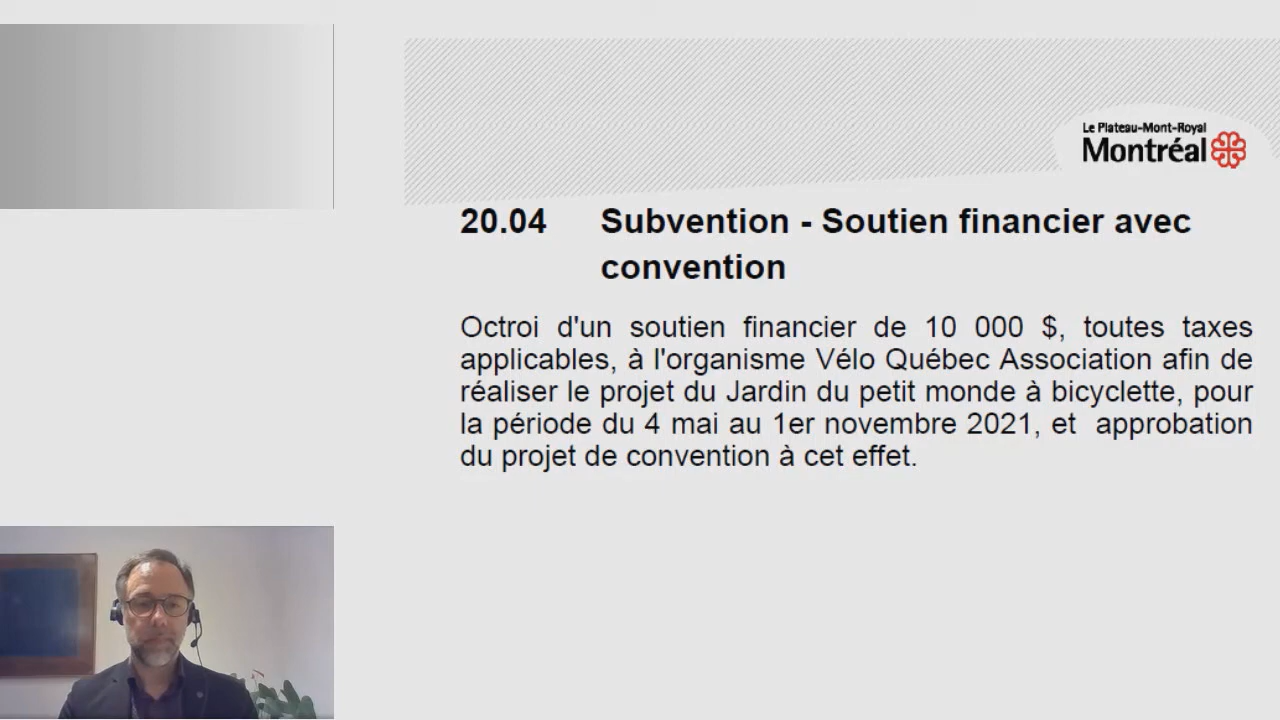 Le Plateau-Mont-Royal
Montréal
20.04 Subvention - Soutien financier avec
convention
Octroi d'un soutien financier de 10 000 $, toutes taxes
applicables, à l'organisme Vélo Québec Association afin de
réaliser le projet du Jardin du petit monde à bicyclette, pour
la période du 4 mai au 1er novembre 2021, et approbation
du projet de convention à cet effet.